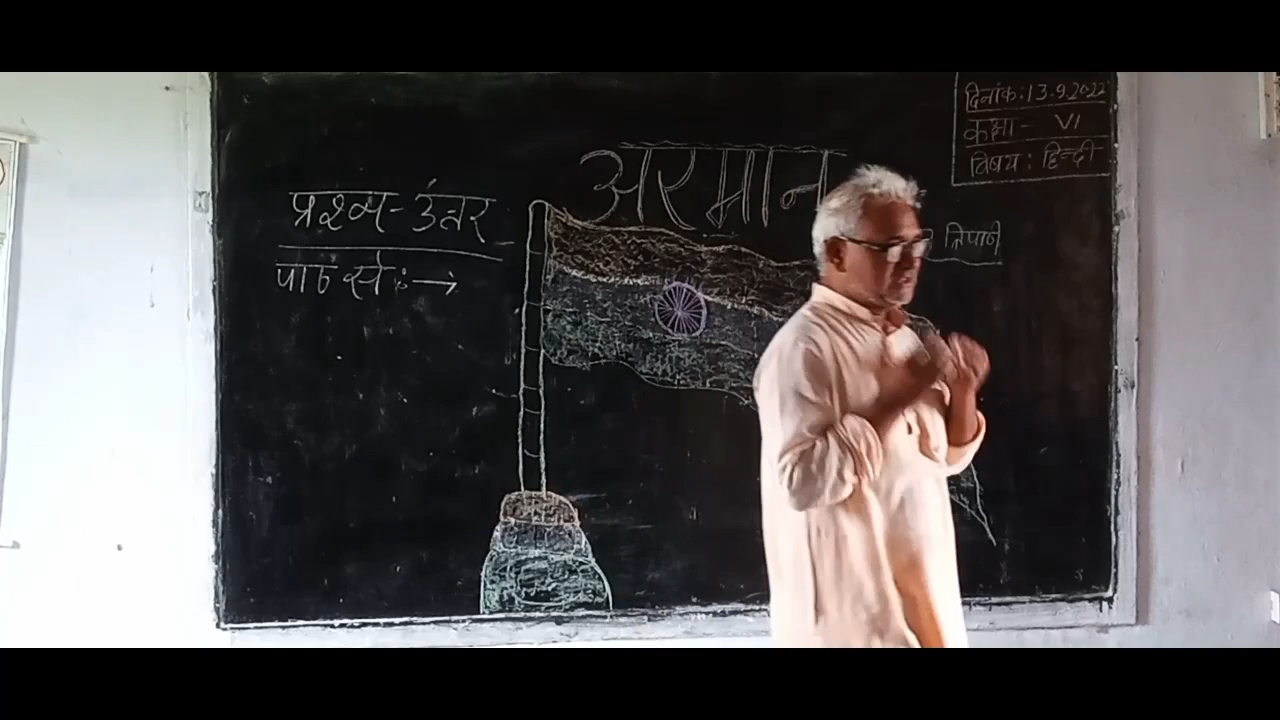 दिनांक:13.9.2022
कक्षा- VI
विषय: हिन्दी
अरमान
प्रश्न-उत्तर
पाठ से :→